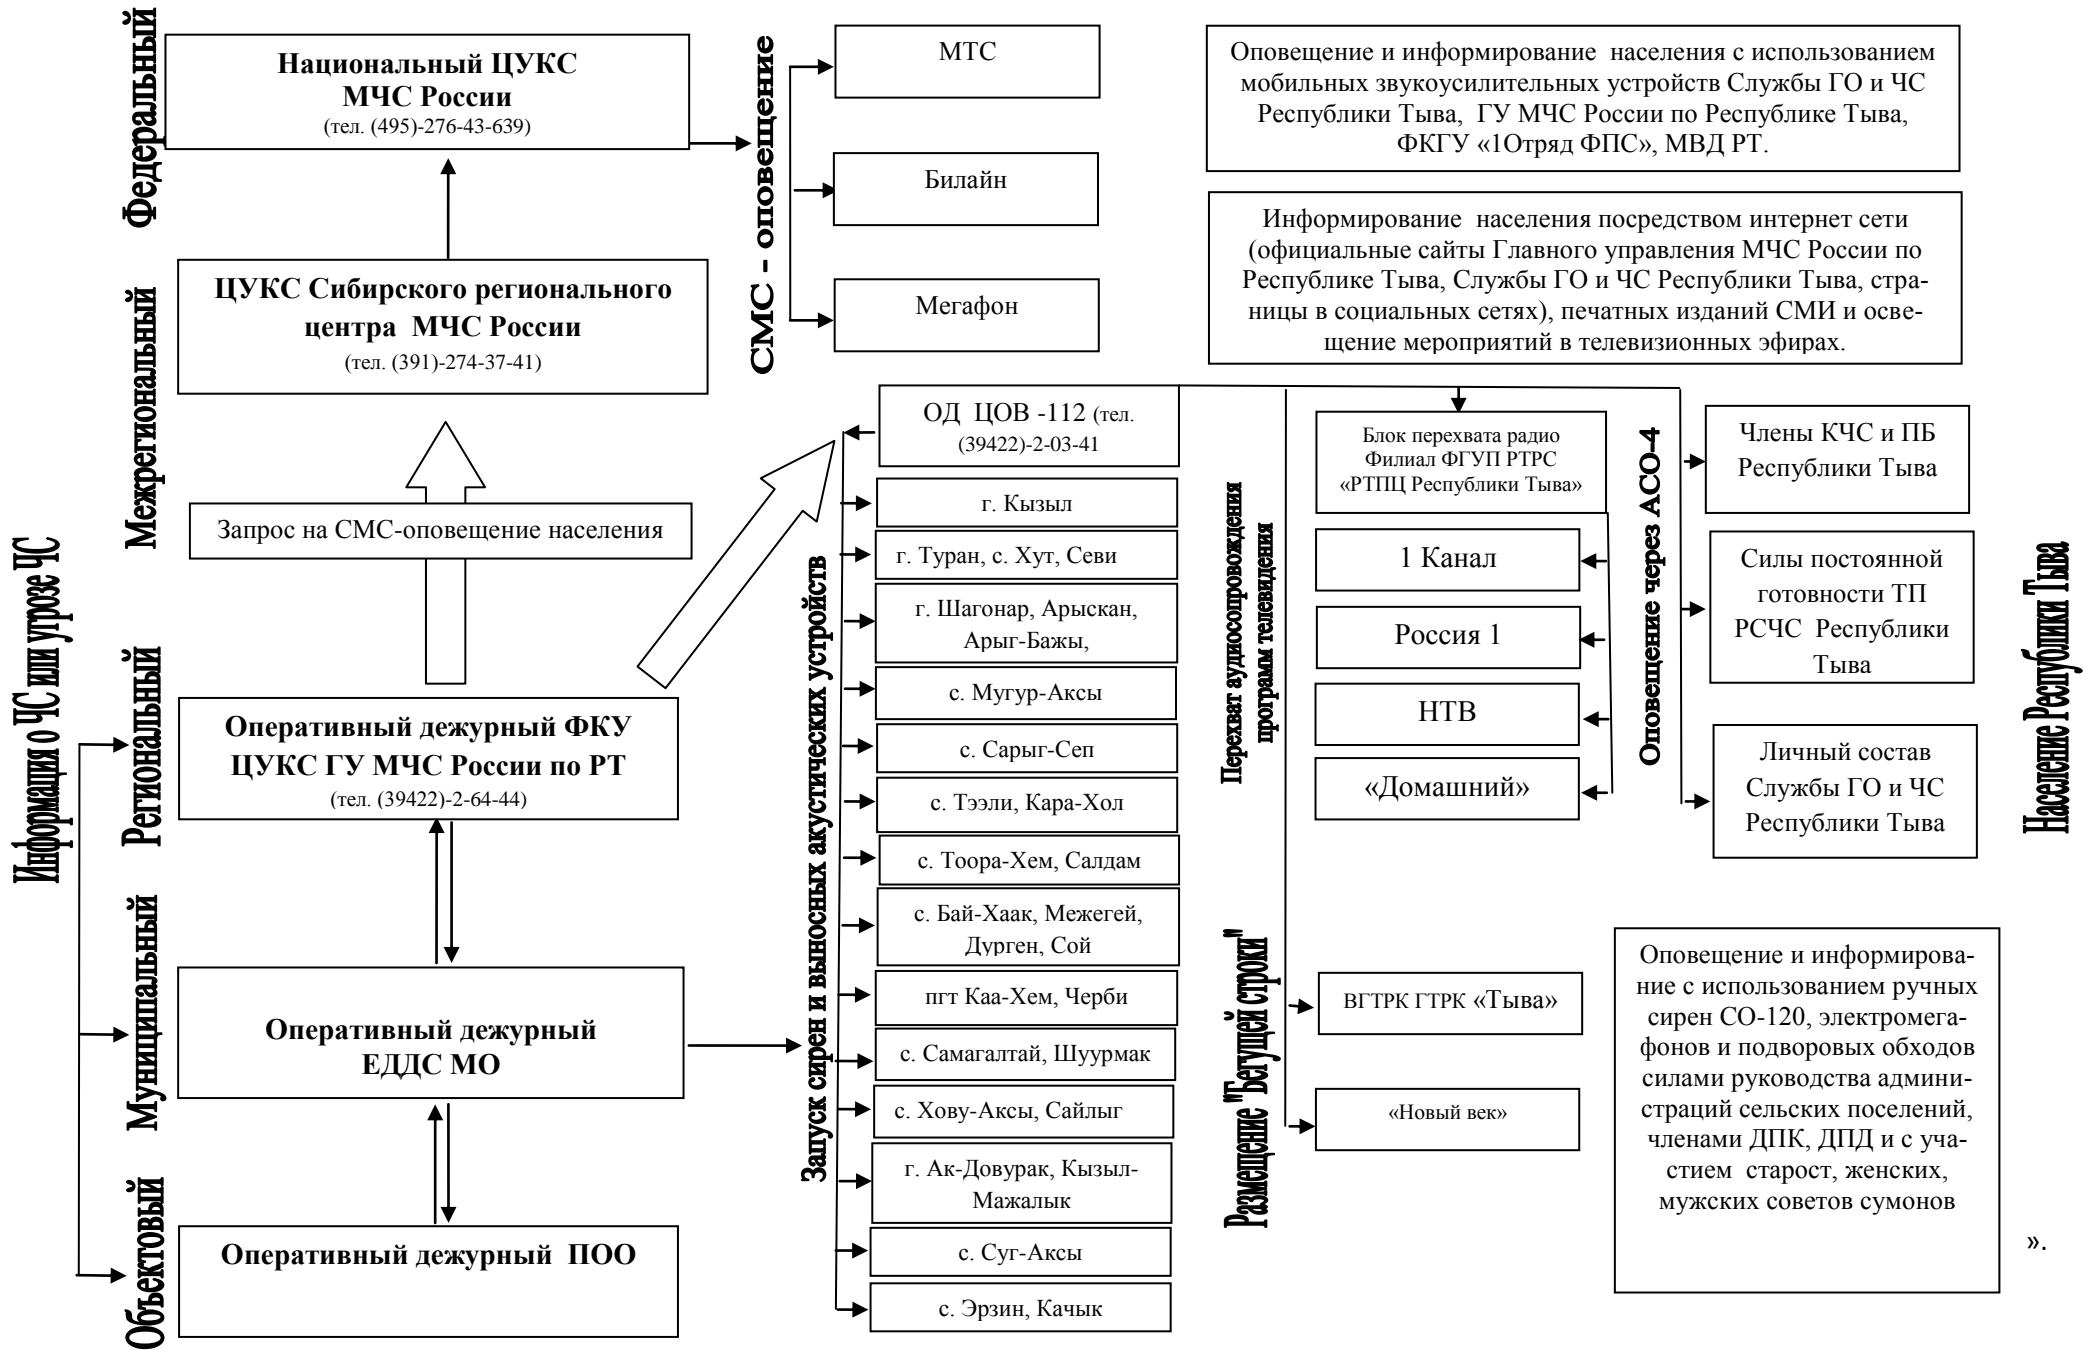 Информация о ЧС или угрозе ЧС
Федеральный
Межрегиональный
Региональный
Муниципальный
Объектовый
Национальный ЦУКС
МЧС России
(тел. (495)-276-43-639)
ЦУКС Сибирского регионального
центра МЧС России
(тел. (391)-274-37-41)
Запрос на СМС-оповещение населения
Оперативный дежурный ФКУ
ЦУКС ГУ МЧС России по РТ
(тел. (39422)-2-64-44)
Оперативный дежурный
ЕДДС МО
Оперативный дежурный ПОО
СМС - оповещение
МТС
Билайн
Мегафон
Запуск сирен и выносных акустических устройств
ОД ЦОВ -112 (тел.
(39422)-2-03-41
г. Кызыл
г. Туран, с. Хут, Севи
г. Шагонар, Арыскан,
Арыг-Бажы,
с. Мугур-Аксы
с. Сарыг-Сеп
с. Тээли, Кара-Хол
с. Тоора-Хем, Салдам
с. Бай-Хаак, Межегей,
Дурген, Сой
пгт Каа-Хем, Черби
с. Самагалтай, Шуурмак
с. Хову-Аксы, Сайлыг
г. Ак-Довурак, Кызыл-
Мажалык
с. Суг-Аксы
с. Эрзин, Качык
Оповещение и информирование населения с использованием
мобильных звукоусилительных устройств Службы ГО и ЧС
Республики Тыва, ГУ МЧС России по Республике Тыва,
ФКГУ «1Отряд ФПС», МВД РТ.
Информирование населения посредством интернет сети
(официальные сайты Главного управления МЧС России по
Республике Тыва, Службы ГО и ЧС Республики Тыва, стра-
ницы в социальных сетях), печатных изданий СМИ и осве-
щение мероприятий в телевизионных эфирах.
Перехват аудиосопровождения
программ телевидения
Блок перехвата радио
Филиал ФГУП РТРС
«РТПЦ Республики Тыва»
1 Канал
Россия 1
НТВ
«Домашний»
Размещение "Бегущей строки"
ВГТРК ГТРК «Тыва»
«Новый век»
Оповещение через АСО-4
Члены КЧС и ПБ
Республики Тыва
Силы постоянной
готовности ТП
РСЧС Республики
Тыва
Личный состав
Службы ГО и ЧС
Республики Тыва
Оповещение и информирова-
ние с использованием ручных
сирен СО-120, электромега-
фонов и подворовых обходов
силами руководства админи-
страций сельских поселений,
членами ДПК, ДПД и с уча-
стием старост, женских,
мужских советов сумонов
Население Республики Тыва
».